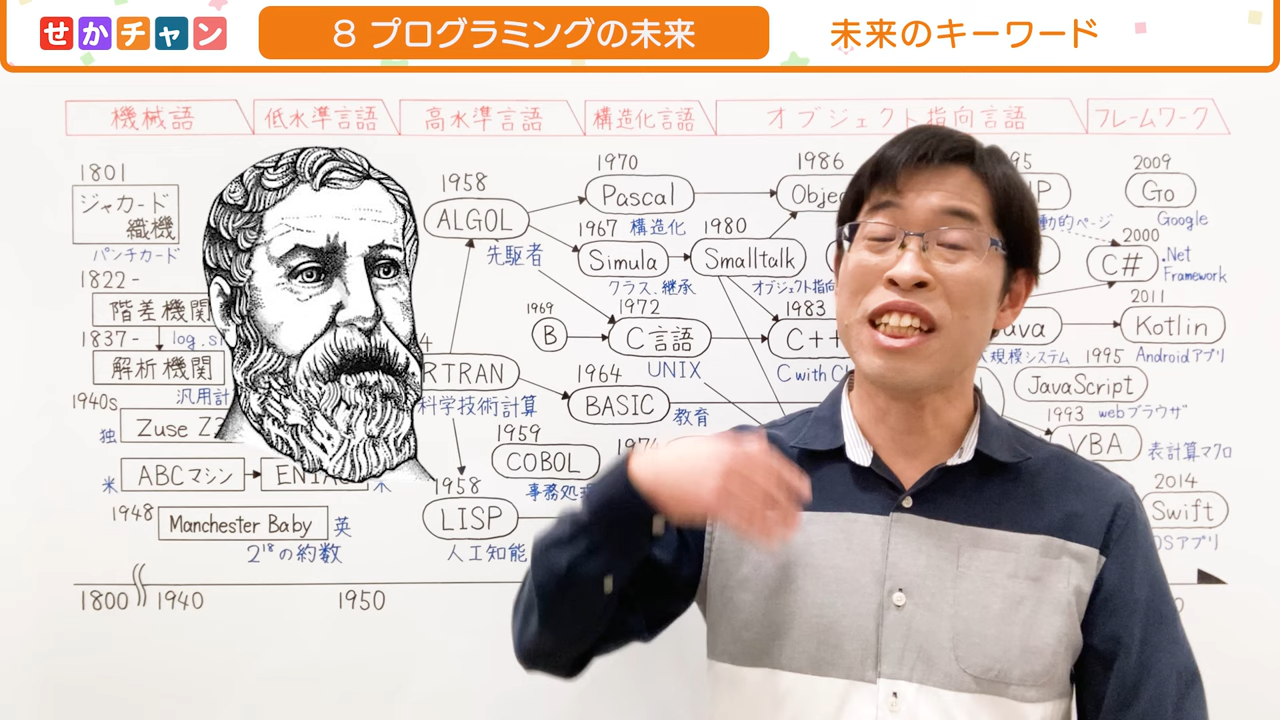 せかチャン
8 プログラミングの未来
未来のキーワード
機械語
低水準言語
高水準言語
構造化言語
オブジェクト指向言語
フレームワーク
1801
ジャカード
織機
パンチカード
1822-
階差機関
1837-
解析機関
1940s
独
米
ABCマシン
1948
Manchester Baby
英
2¹⁸の約数
1958
ALGOL
先駆者
科学技術計算
1959
COBOL
1958
LISP
人工知能
1970
Pascal
1967
構造化
Simula
クラス、継承
1980
Smalltalk
1969
B
1972
C言語
UNIX
1964
BASIC
教育
1986
1983
C++
2009
Go
Google
動的ページ
2000
C#
.Net
Framework
2011
Kotlin
Androidアプリ
1995
JavaScript
webブラウザ
1993
VBA
表計算マクロ
2014
Swift
1800
1940
1950